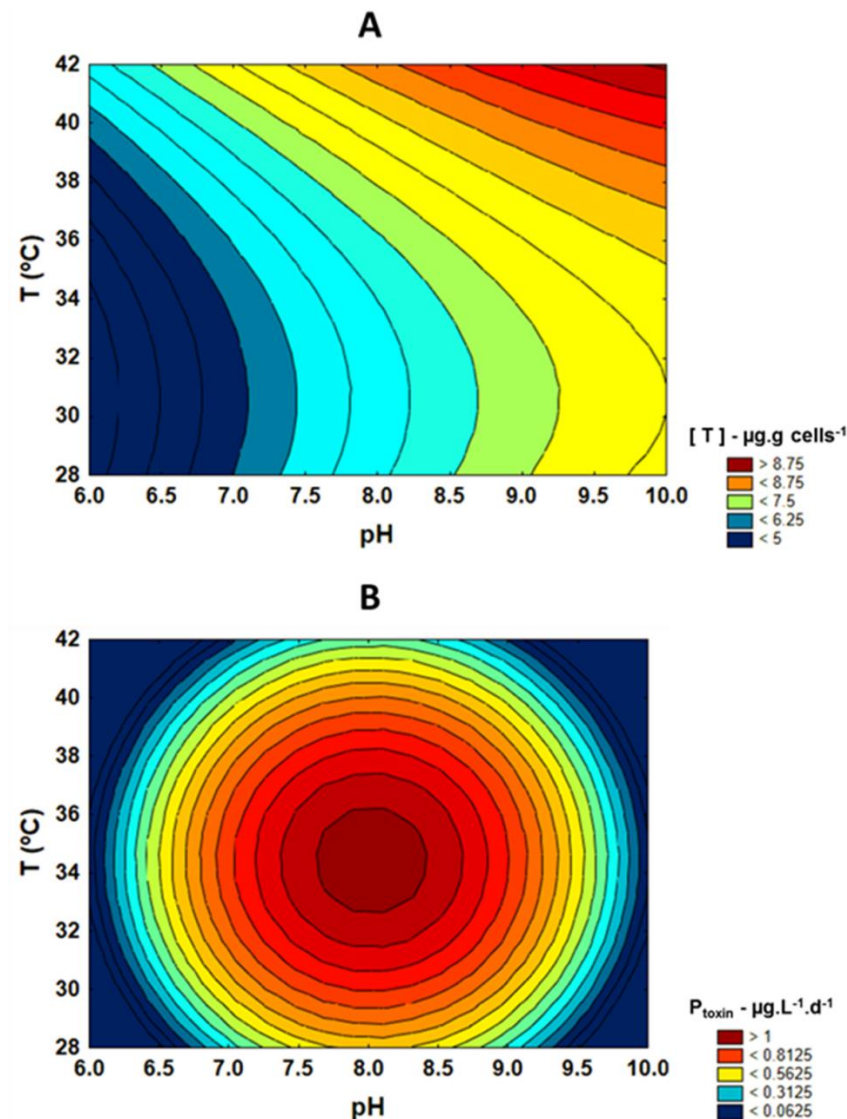 A
T (ºC)
42
40
38
36
34
32
30
28
6.0 6.5 7.0 7.5 8.0 8.5 9.0 9.5 10.0
pH
[ T ] - µg.g cells⁻¹
> 8.75
< 8.75
< 7.5
< 6.25
< 5
B
T (ºC)
42
40
38
36
34
32
30
28
6.0 6.5 7.0 7.5 8.0 8.5 9.0 9.5 10.0
pH
Ptoxin - µg.L⁻¹.d⁻¹
> 1
< 0.8125
< 0.5625
< 0.3125
< 0.0625